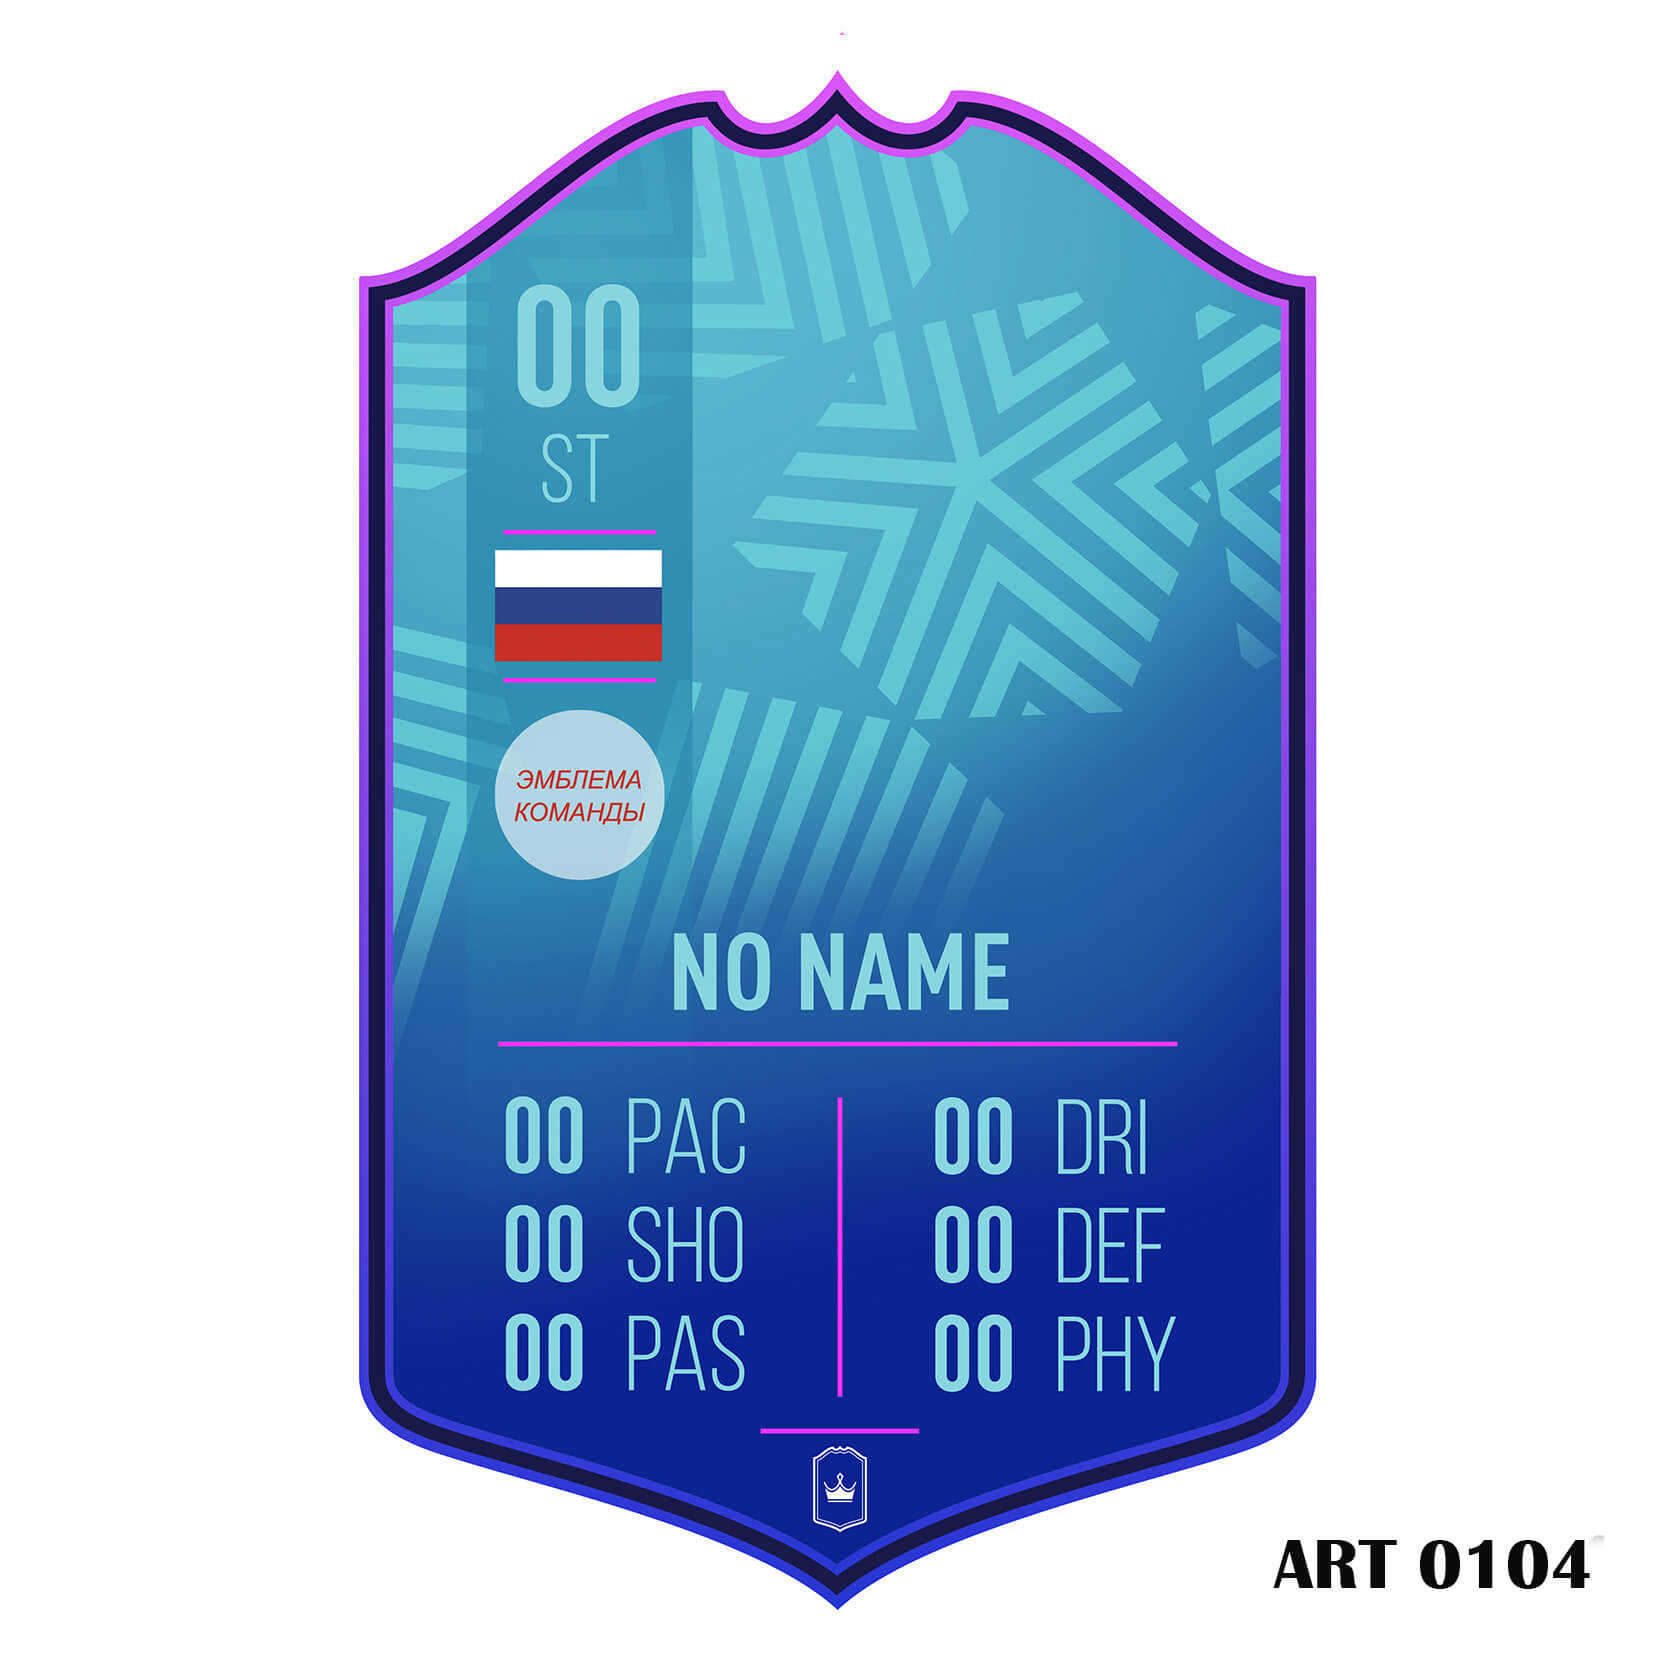 00
ST
ЭМБЛЕМА
КОМАНДЫ
NO NAME
00 PAC
00 SHO
00 PAS
00 DRI
00 DEF
00 PHY
ART 0104